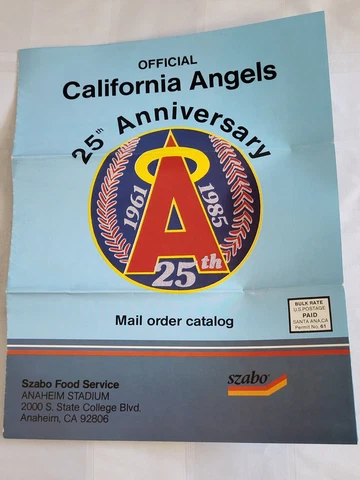 OFFICIAL
California Angels
25th Anniversary
1961
1985
A
25th
Mail order catalog
BULK RATE
U.S. POSTAGE
PAID
SANTA ANA, CA
Permit No. 61
szabo
Szabo Food Service
ANAHEIM STADIUM
2000 S. State College Blvd.
Anaheim, CA 92806